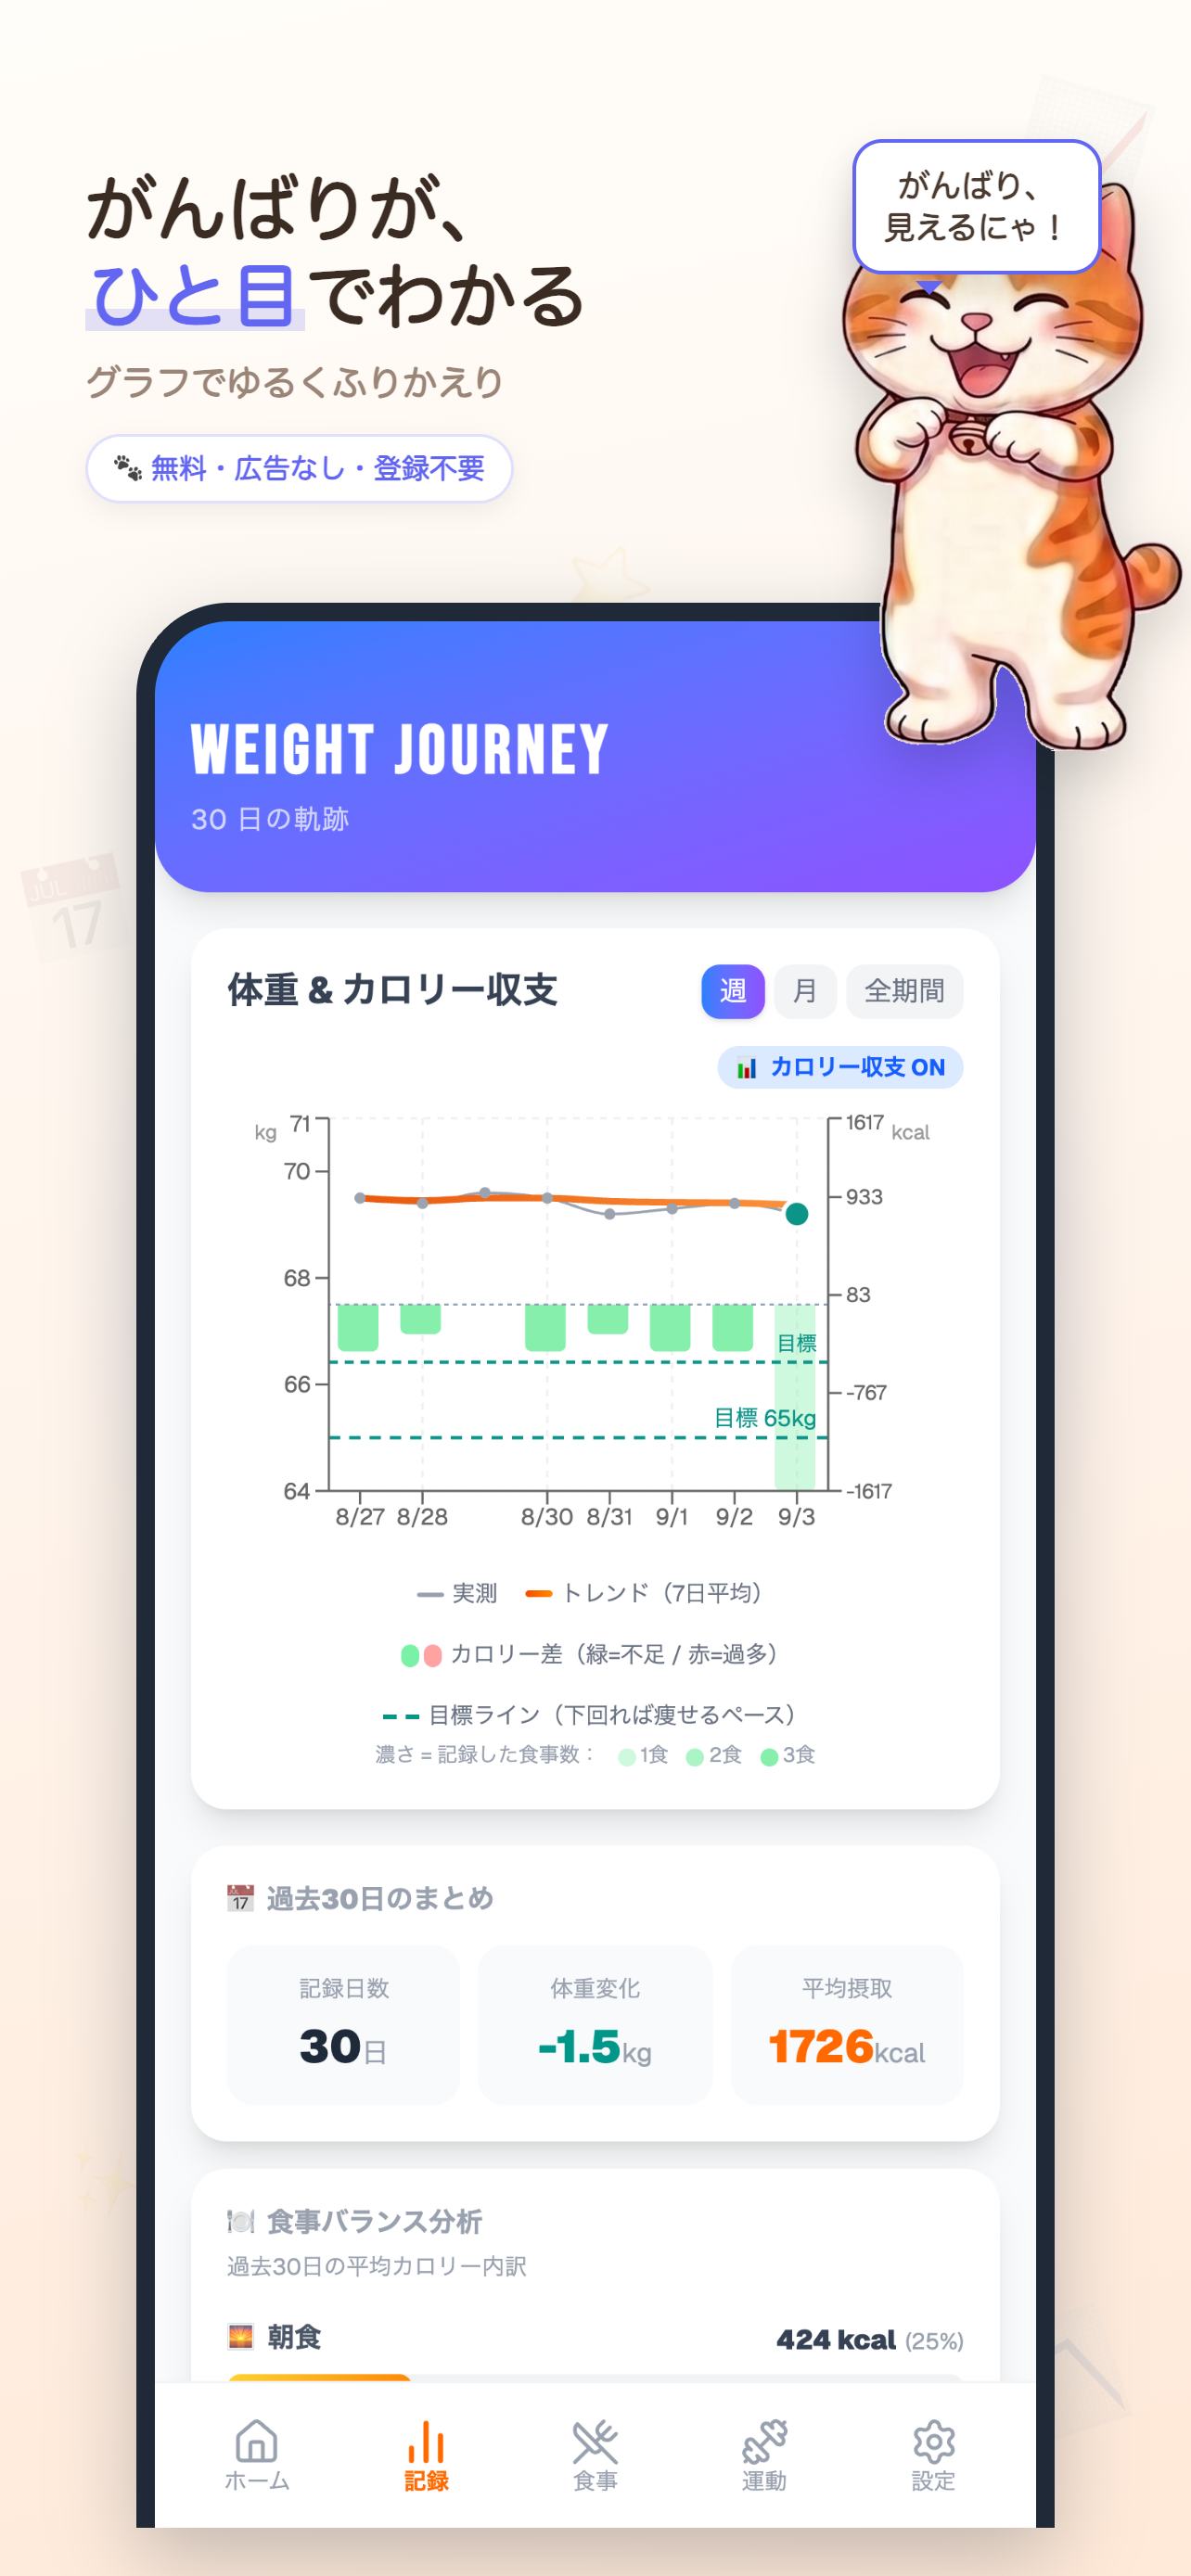 がんばりが、
ひと目でわかる
グラフでゆるくふりかえり
無料・広告なし・登録不要
がんばり、
見えるにゃ！
JUL
17
WEIGHT JOURNEY
30 日の軌跡
体重 & カロリー収支
週 月 全期間
カロリー収支 ON
kg
71
70
68
66
64
1617
kcal
933
83
-767
-1617
目標
目標 65kg
8/27 8/28 8/30 8/31 9/1 9/2 9/3
実測 トレンド（7日平均）
カロリー差（緑=不足 / 赤=過多）
目標ライン（下回れば痩せるペース）
濃さ = 記録した食事数： 1食 2食 3食
17 過去30日のまとめ
記録日数 体重変化 平均摂取
30日 -1.5kg 1726kcal
食事バランス分析
過去30日の平均カロリー内訳
朝食 424 kcal (25%)
ホーム 記録 食事 運動 設定